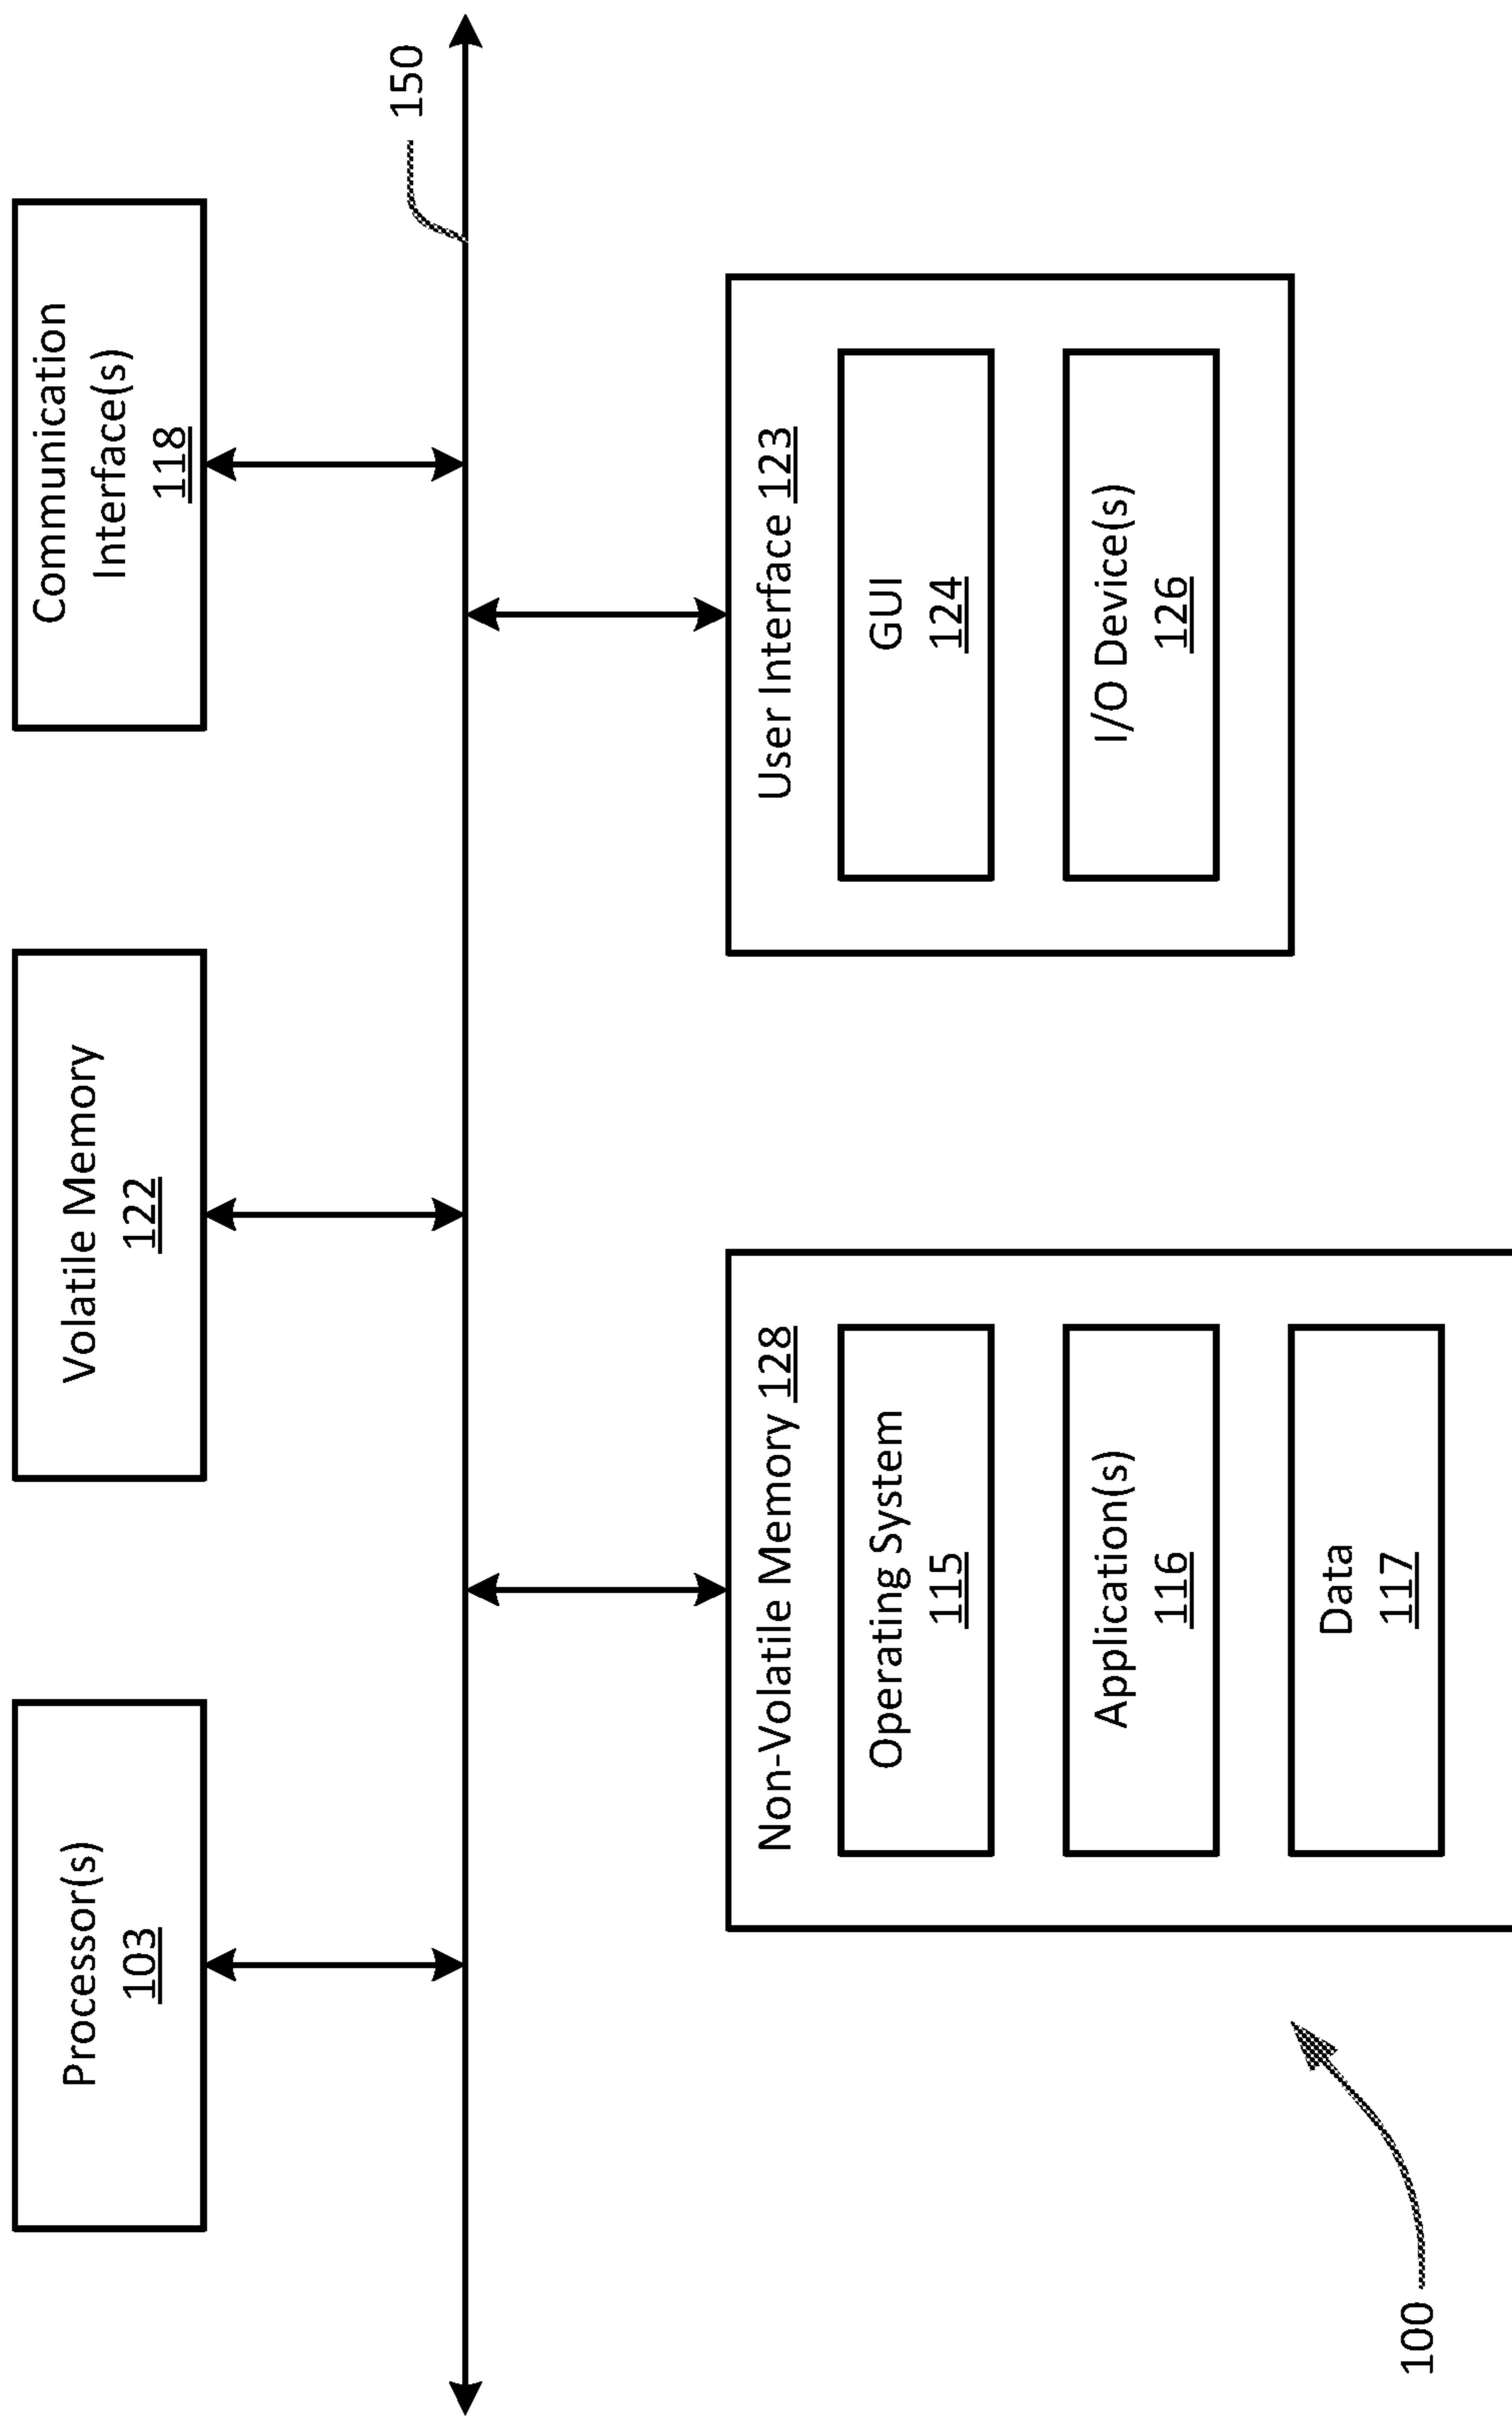 Processor(s)
103
Volatile Memory
122
Communication
Interface(s)
118
150
Non-Volatile Memory 128
Operating System
115
Application(s)
116
Data
117
User Interface 123
GUI
124
I/O Device(s)
126
100